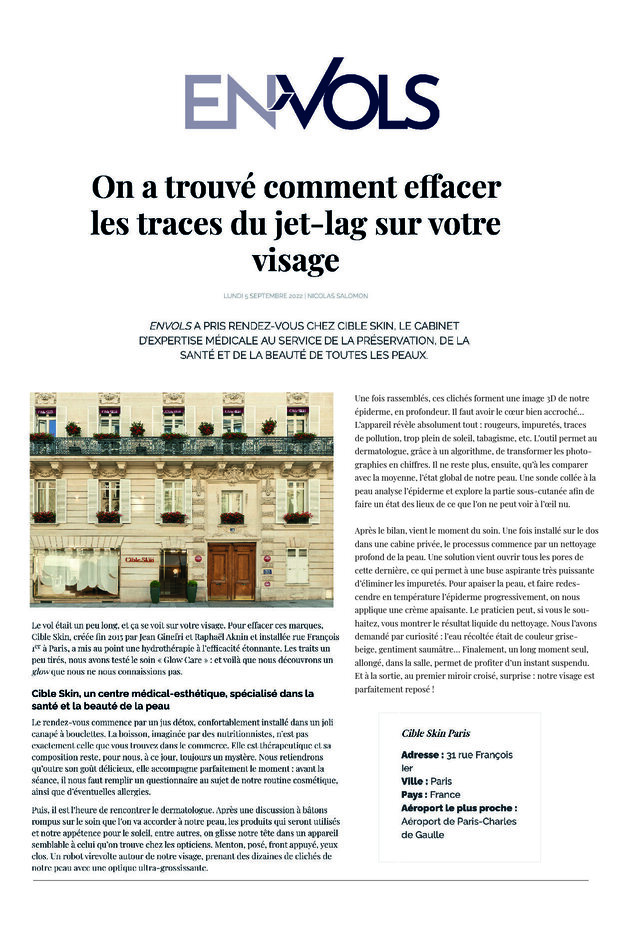 ENVOLS
On a trouvé comment effacer
les traces du jet-lag sur votre
visage
LUNDI 5 SEPTEMBRE 2022 | NICOLAS SALOMON
ENVOLS A PRIS RENDEZ-VOUS CHEZ CIBLE SKIN, LE CABINET
D'EXPERTISE MÉDICALE AU SERVICE DE LA PRÉSERVATION, DE LA
SANTÉ ET DE LA BEAUTÉ DE TOUTES LES PEAUX.
Cible.Skin
Le vol était un peu long, et ça se voit sur votre visage. Pour effacer ces marques,
Cible Skin, créée fin 2015 par Jean Ginefri et Raphaël Aknin et installée rue François
1er à Paris, a mis au point une hydrothérapie à l'efficacité étonnante. Les traits un
peu tirés, nous avons testé le soin « Glow Care » : et voilà que nous découvrons un
glow que ne nous connaissions pas.
Cible Skin, un centre médical-esthétique, spécialisé dans la
santé et la beauté de la peau
Le rendez-vous commence par un jus détox, confortablement installé dans un joli
canapé à bouclettes. La boisson, imaginée par des nutritionnistes, n'est pas
exactement celle que vous trouvez dans le commerce. Elle est thérapeutique et sa
composition reste, pour nous, à ce jour, toujours un mystère. Nous retiendrons
qu'outre son goût délicieux, elle accompagne parfaitement le moment : avant la
séance, il nous faut remplir un questionnaire au sujet de notre routine cosmétique,
ainsi que d'éventuelles allergies.
Puis, il est l'heure de rencontrer le dermatologue. Après une discussion à bâtons
rompus sur le soin que l'on va accorder à notre peau, les produits qui seront utilisés
et notre appétence pour le soleil, entre autres, on glisse notre tête dans un appareil
semblable à celui qu'on trouve chez les opticiens. Menton, posé, front appuyé, yeux
clos. Un robot virevolte autour de notre visage, prenant des dizaines de clichés de
notre peau avec une optique ultra-grossissante.
Une fois rassemblés, ces clichés forment une image 3D de notre
épiderme, en profondeur. Il faut avoir le cœur bien accroché...
L'appareil révèle absolument tout : rougeurs, impuretés, traces
de pollution, trop plein de soleil, tabagisme, etc. L'outil permet au
dermatologue, grâce à un algorithme, de transformer les photo-
graphies en chiffres. Il ne reste plus, ensuite, qu'à les comparer
avec la moyenne, l'état global de notre peau. Une sonde collée à la
peau analyse l'épiderme et explore la partie sous-cutanée afin de
faire un état des lieux de ce que l'on ne peut voir à l'œil nu.
Après le bilan, vient le moment du soin. Une fois installé sur le dos
dans une cabine privée, le processus commence par un nettoyage
profond de la peau. Une solution vient ouvrir tous les pores de
cette dernière, ce qui permet à une buse aspirante très puissante
d'éliminer les impuretés. Pour apaiser la peau, et faire redes-
cendre en température l'épiderme progressivement, on nous
applique une crème apaisante. Le praticien peut, si vous le sou-
haitez, vous montrer le résultat liquide du nettoyage. Nous l'avons
demandé par curiosité : l'eau récoltée était de couleur grise-
beige, gentiment saumâtre... Finalement, un long moment seul,
allongé, dans la salle, permet de profiter d'un instant suspendu.
Et à la sortie, au premier miroir croisé, surprise : notre visage est
parfaitement reposé !
Cible Skin Paris
Adresse : 31 rue François
Ier
Ville : Paris
Pays : France
Aéroport le plus proche :
Aéroport de Paris-Charles
de Gaulle